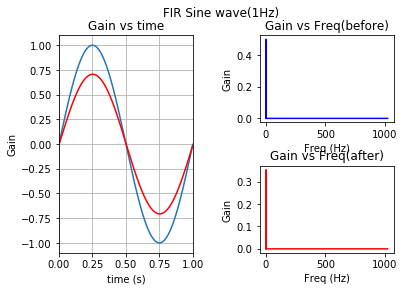 FIR Sine wave(1Hz)
Gain vs time
Gain
1.00
0.75
0.50
0.25
0.00
−0.25
−0.50
−0.75
−1.00
0.00 0.25 0.50 0.75 1.00
time (s)
Gain vs Freq(before)
Gain
0.4
0.2
0.0
0 500 1000
Freq (Hz)
Gain vs Freq(after)
Gain
0.3
0.2
0.1
0.0
0 500 1000
Freq (Hz)